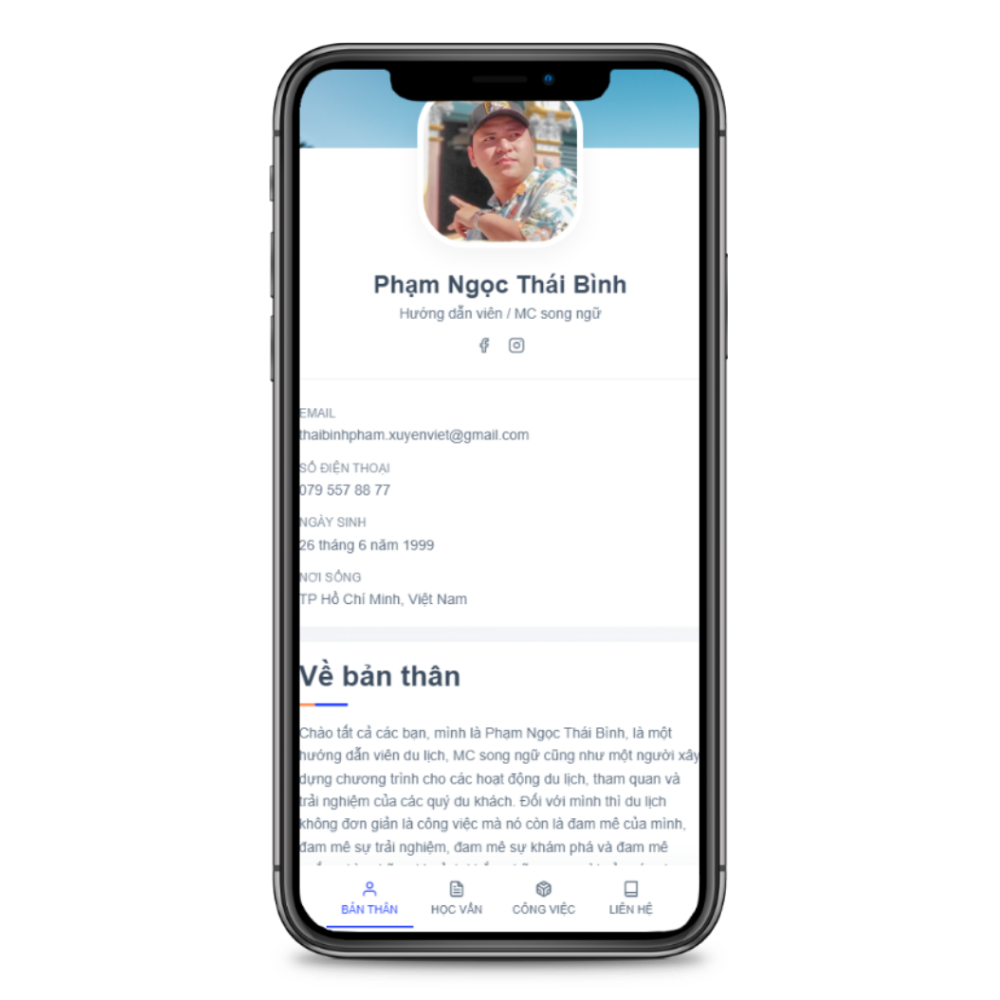 Phạm Ngọc Thái Bình
Hướng dẫn viên / MC song ngữ
EMAIL
thaibinhpham.xuyenviet@gmail.com
SỐ ĐIỆN THOẠI
079 557 88 77
NGÀY SINH
26 tháng 6 năm 1999
NƠI SỐNG
TP Hồ Chí Minh, Việt Nam
Về bản thân
Chào tất cả các bạn, mình là Phạm Ngọc Thái Bình, là một
hướng dẫn viên du lịch, MC song ngữ cũng như một người xây
dựng chương trình cho các hoạt động du lịch, tham quan và
trải nghiệm của các quý du khách. Đối với mình thì du lịch
không đơn giản là công việc mà nó còn là đam mê của mình,
đam mê sự trải nghiệm, đam mê sự khám phá và đam mê
BẢN THÂN HỌC VẤN CÔNG VIỆC LIÊN HỆ